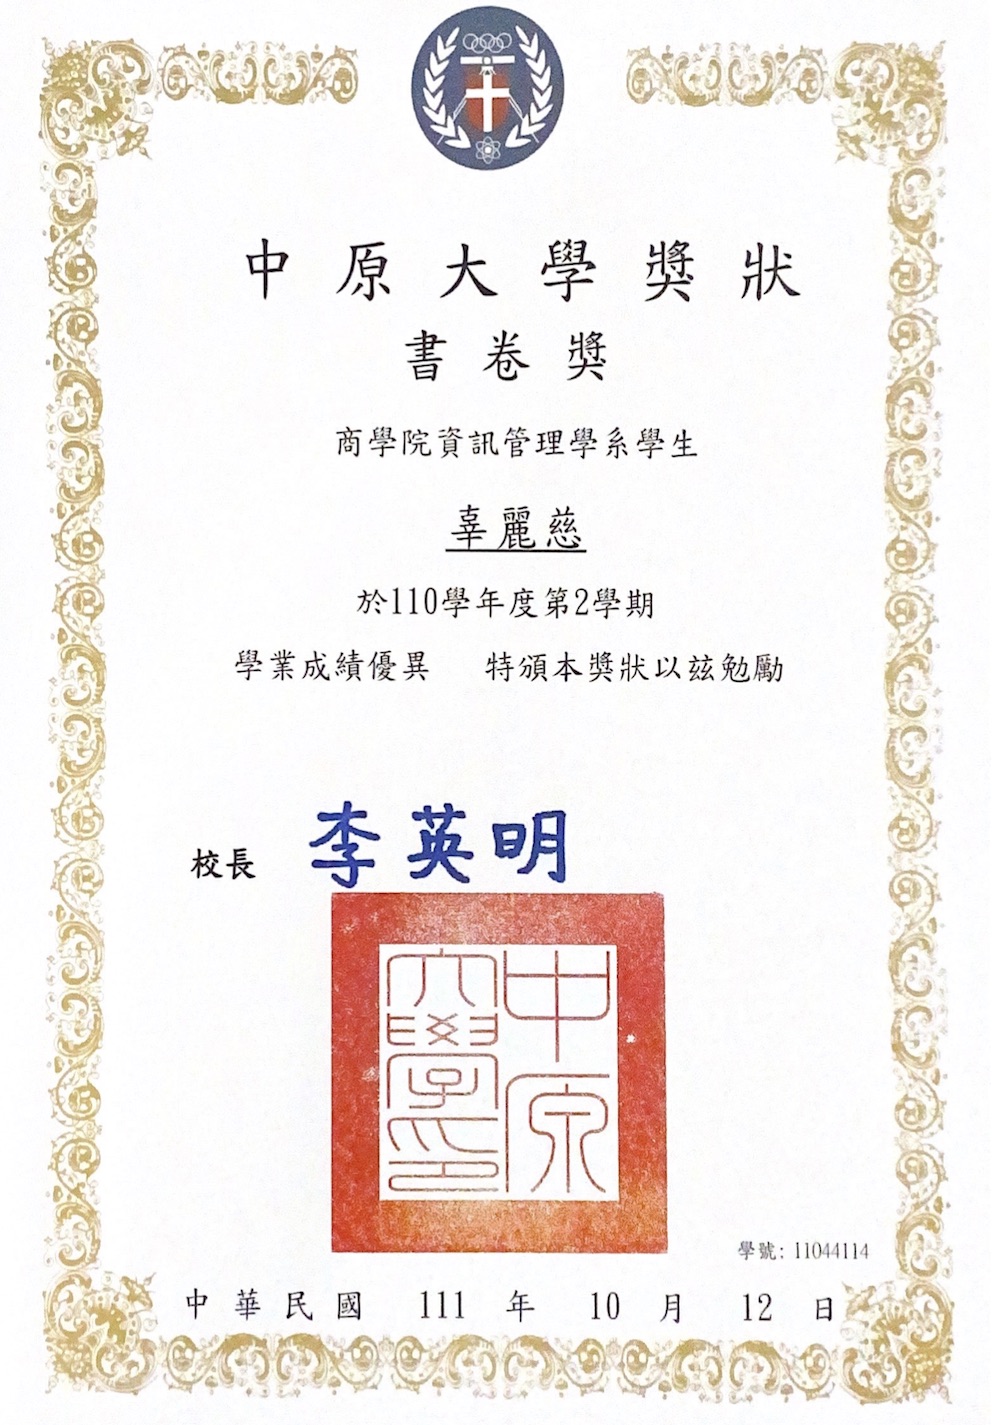 中原大學獎狀
書卷獎
商學院資訊管理學系學生
辜麗慈
於110學年度第2學期
學業成績優異 特頒本獎狀以茲勉勵
校長 李英明
中原
大學印
學號: 11044114
中華民國 111 年 10 月 12 日